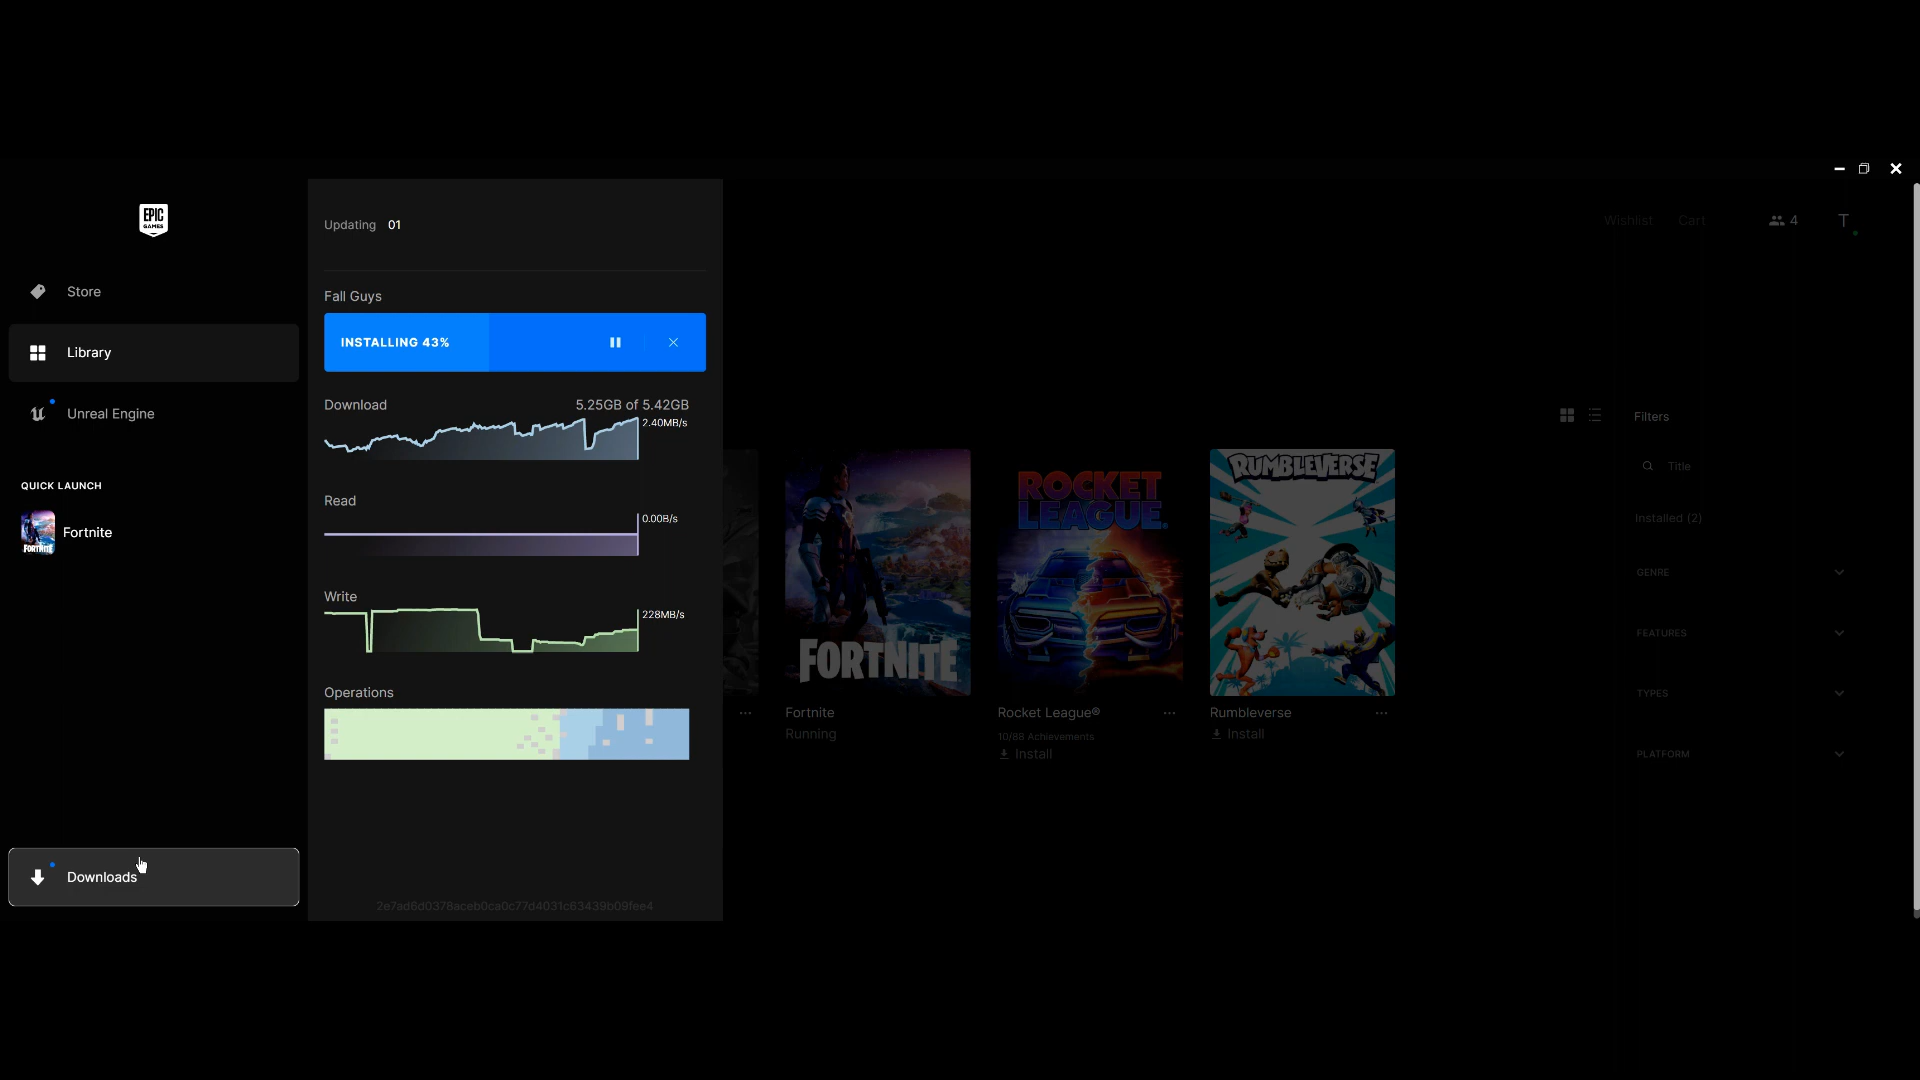 EPIC
GAMES
Store
Library
Unreal Engine
QUICK LAUNCH
FORTNITE
Fortnite
Downloads
Updating 01
Fall Guys
INSTALLING 43%
Download 5.25GB of 5.42GB
2.40MB/s
Read
0.00B/s
Write
228MB/s
Operations
2e7ad6d0378aceb0ca0c77d4031c63439b09fee4
Wishlist Cart 4 T
Filters
Title
Installed (2)
GENRE
FEATURES
TYPES
PLATFORM
FORTNITE
Fortnite
Running
ROCKET
LEAGUE
Rocket League®
10/88 Achievements
Install
RUMBLEVERSE
Rumbleverse
Install